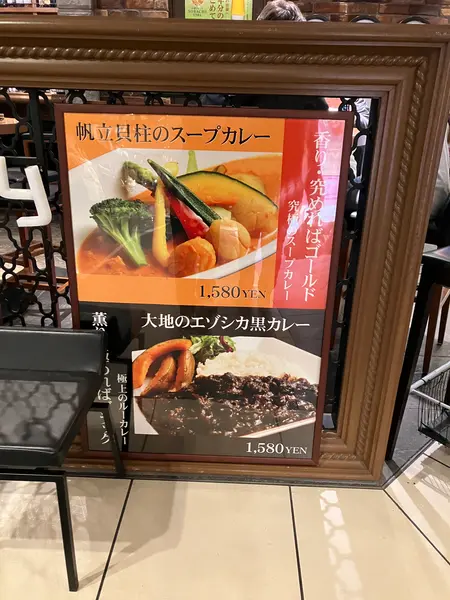 帆立貝柱のスープカレー
香り、究めればゴールド
究極のスープカレー
1,580YEN
大地のエゾシカ黒カレー
極上のルーカレー
1,580YEN